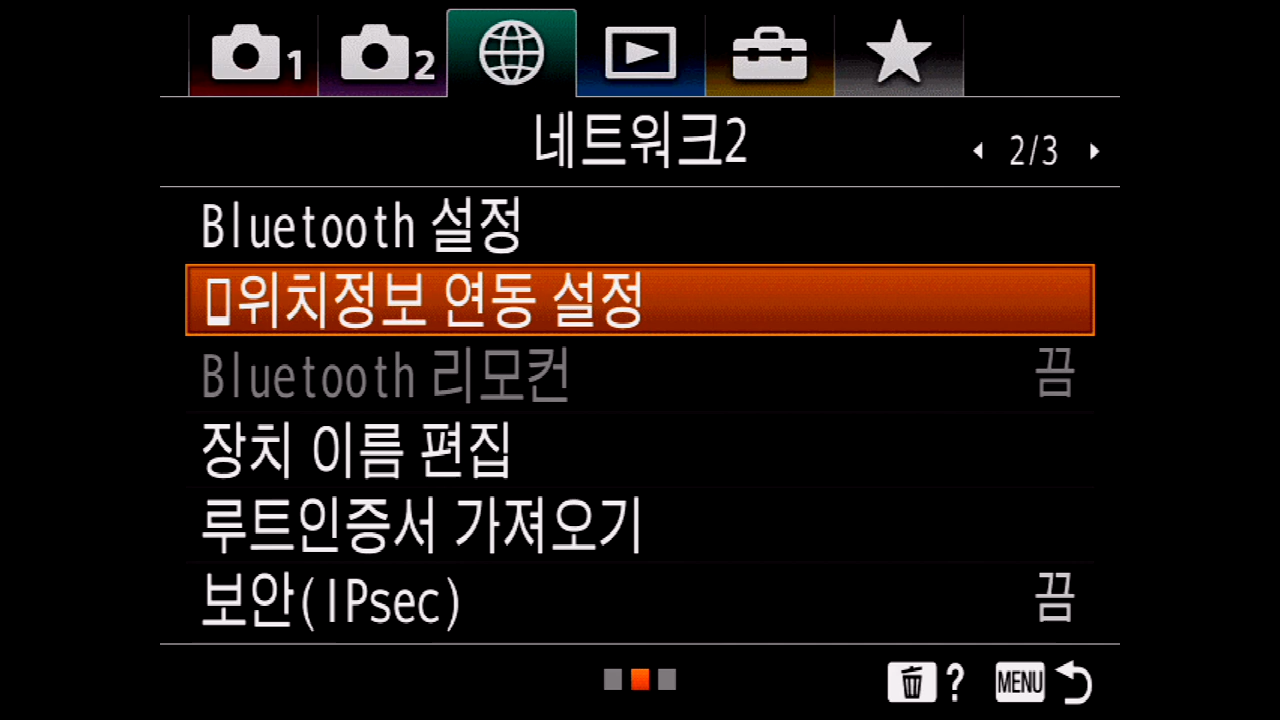 1 2
네트워크2
2/3
Bluetooth 설정
위치정보 연동 설정
Bluetooth 리모컨 끔
장치 이름 편집
루트인증서 가져오기
보안(IPsec) 끔
? MENU